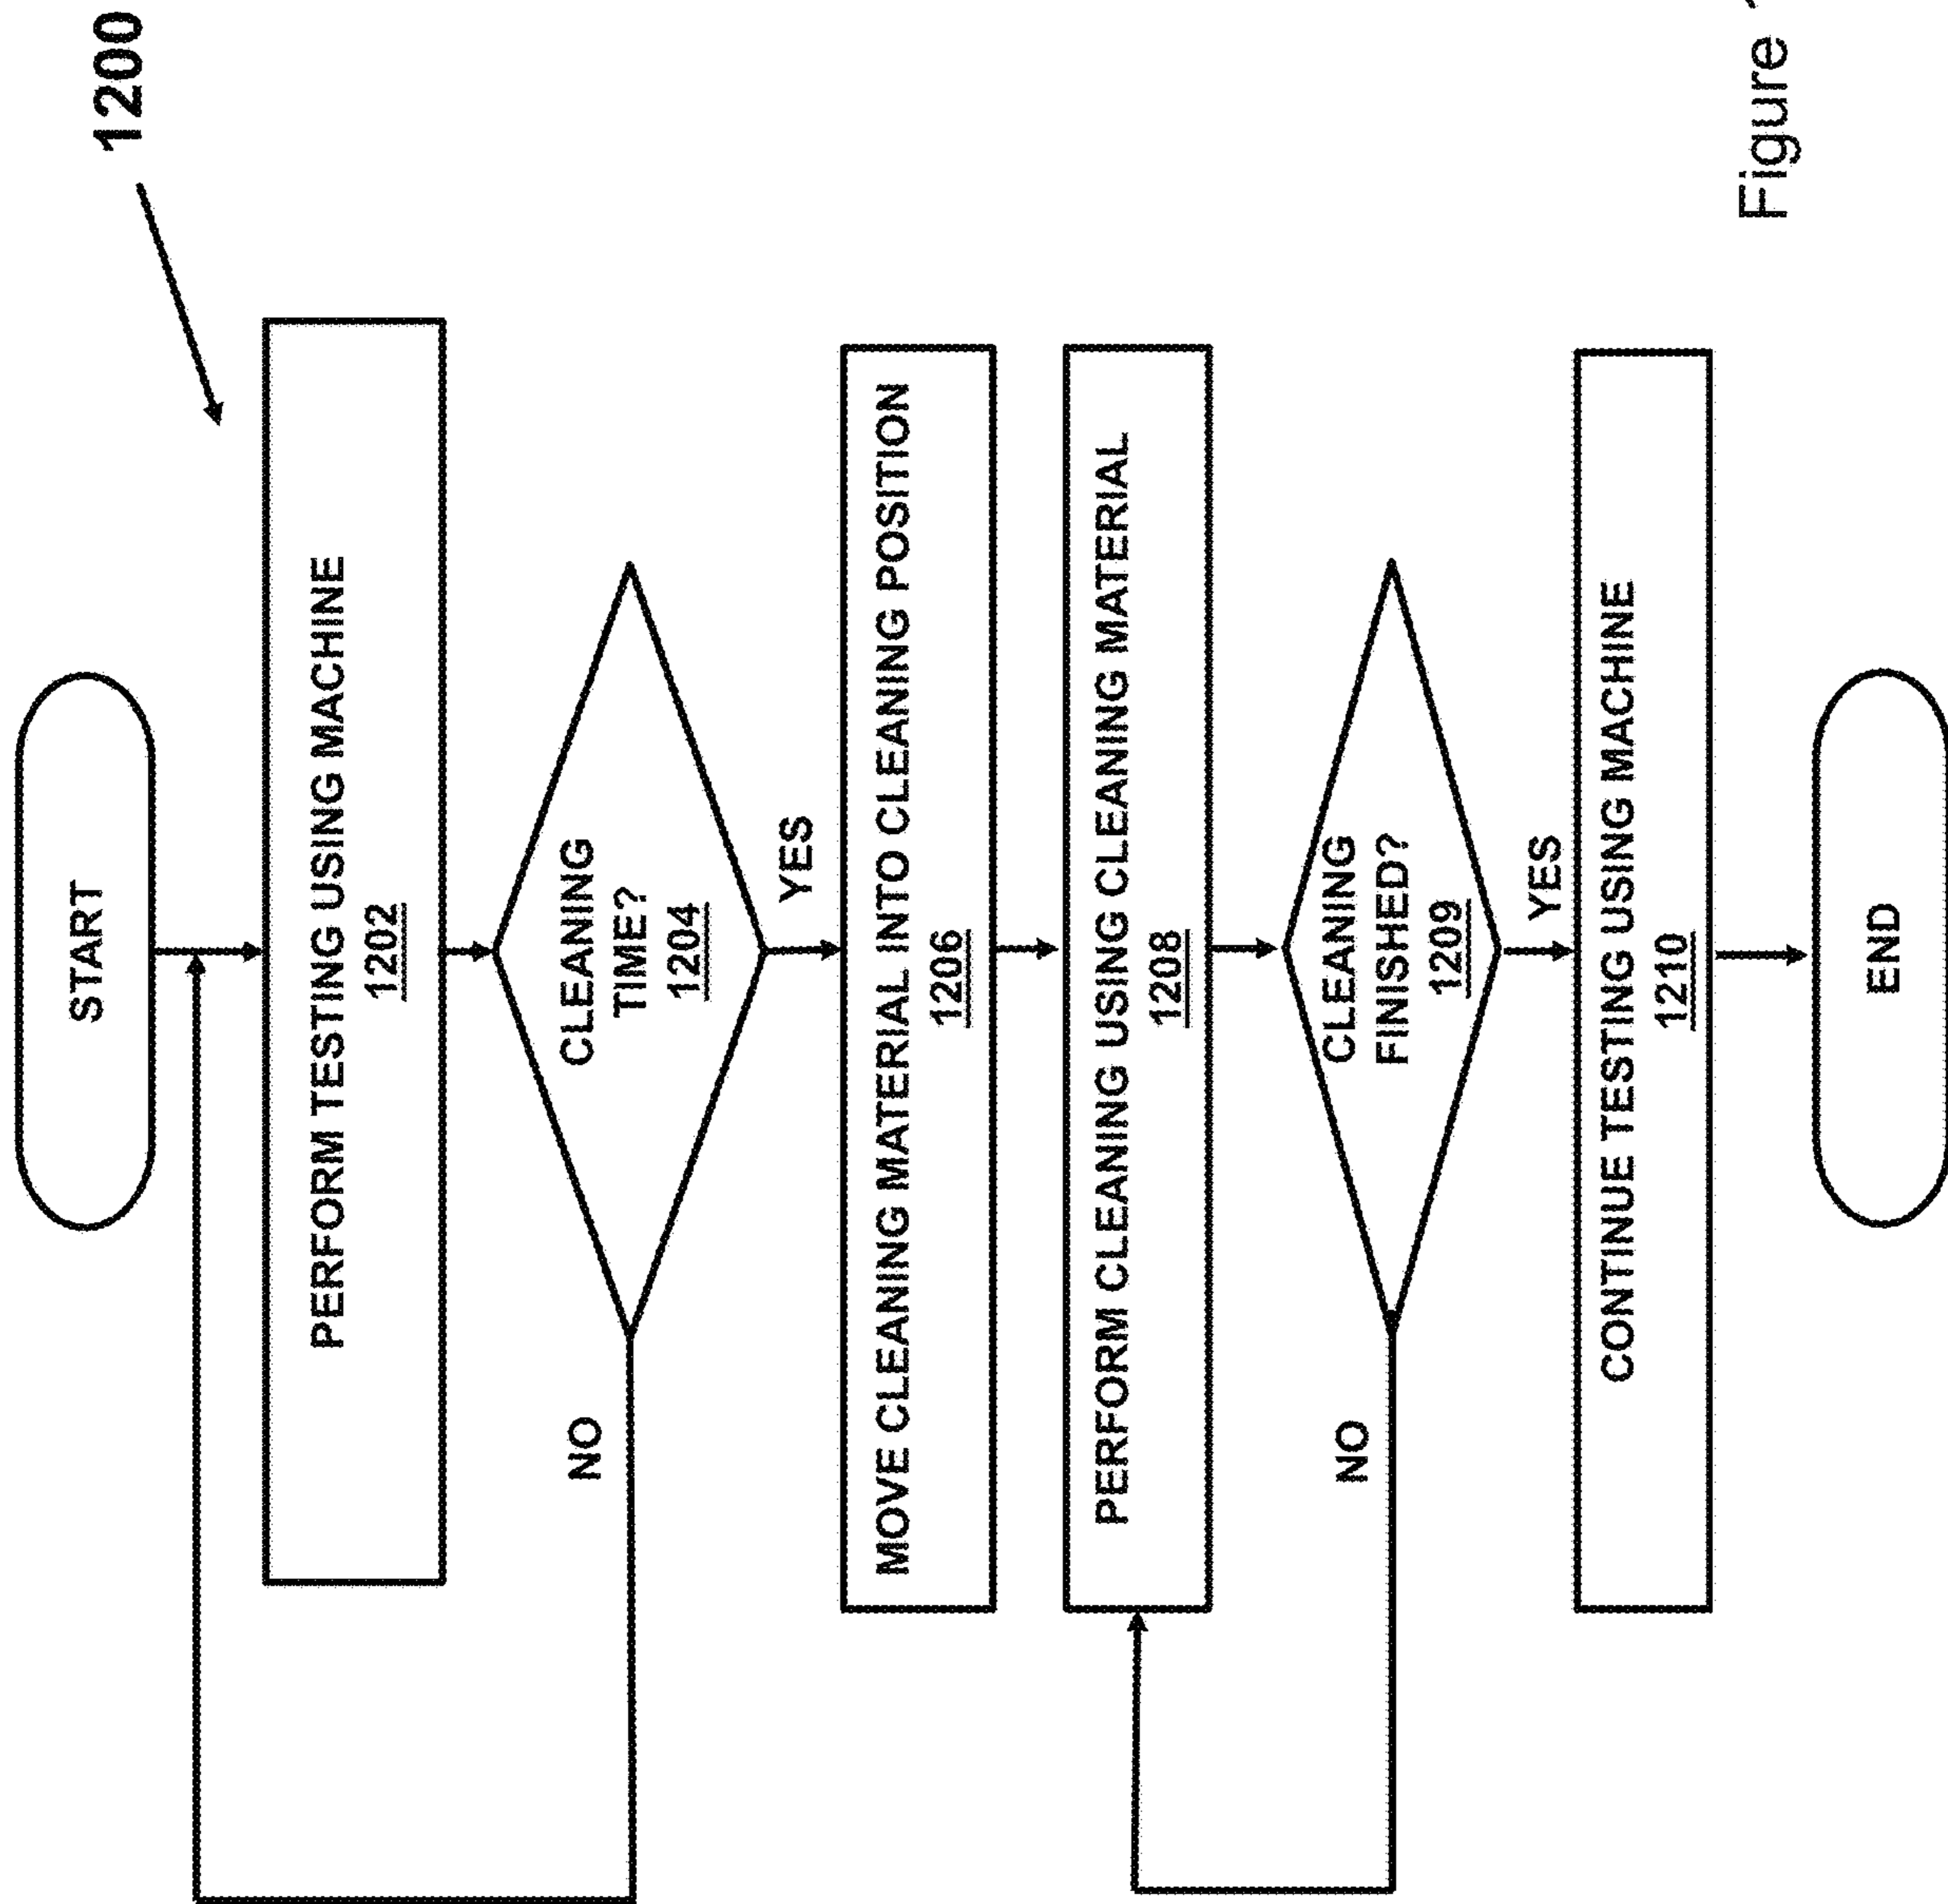 1200
START
PERFORM TESTING USING MACHINE
1202
CLEANING
TIME?
1204
NO
YES
MOVE CLEANING MATERIAL INTO CLEANING POSITION
1206
PERFORM CLEANING USING CLEANING MATERIAL
1208
CLEANING
FINISHED?
1209
NO
YES
CONTINUE TESTING USING MACHINE
1210
END
Figure